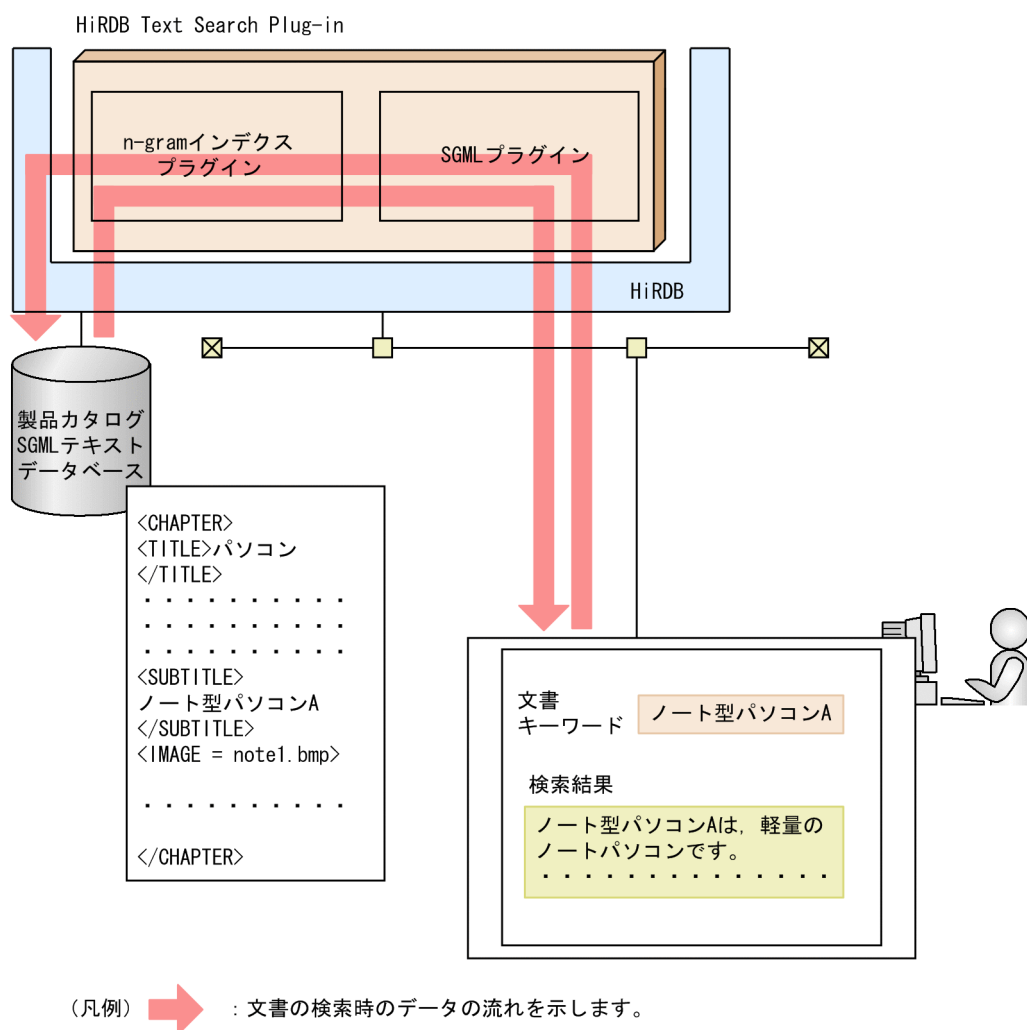 HiRDB Text Search Plug-in
n-gramインデクス
プラグイン
SGMLプラグイン
HiRDB
製品カタログ
SGMLテキスト
データベース
<CHAPTER>
<TITLE>パソコン
</TITLE>
・・・・・・・・・・
・・・・・・・・・・
・・・・・・・・・・
<SUBTITLE>
ノート型パソコンA
</SUBTITLE>
<IMAGE = note1.bmp>
・・・・・・・・・・
</CHAPTER>
文書
キーワード
ノート型パソコンA
検索結果
ノート型パソコンAは，軽量の
ノートパソコンです。
・・・・・・・・・・・・・・
（凡例） ：文書の検索時のデータの流れを示します。